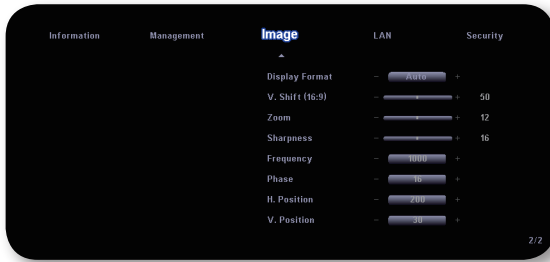 Information Management Image LAN Security
Display Format - Auto +
V. Shift (16:9) - + 50
Zoom - + 12
Sharpness - + 16
Frequency - 1000 +
Phase - 16 +
H. Position - 200 +
V. Position - 30 +
2/2